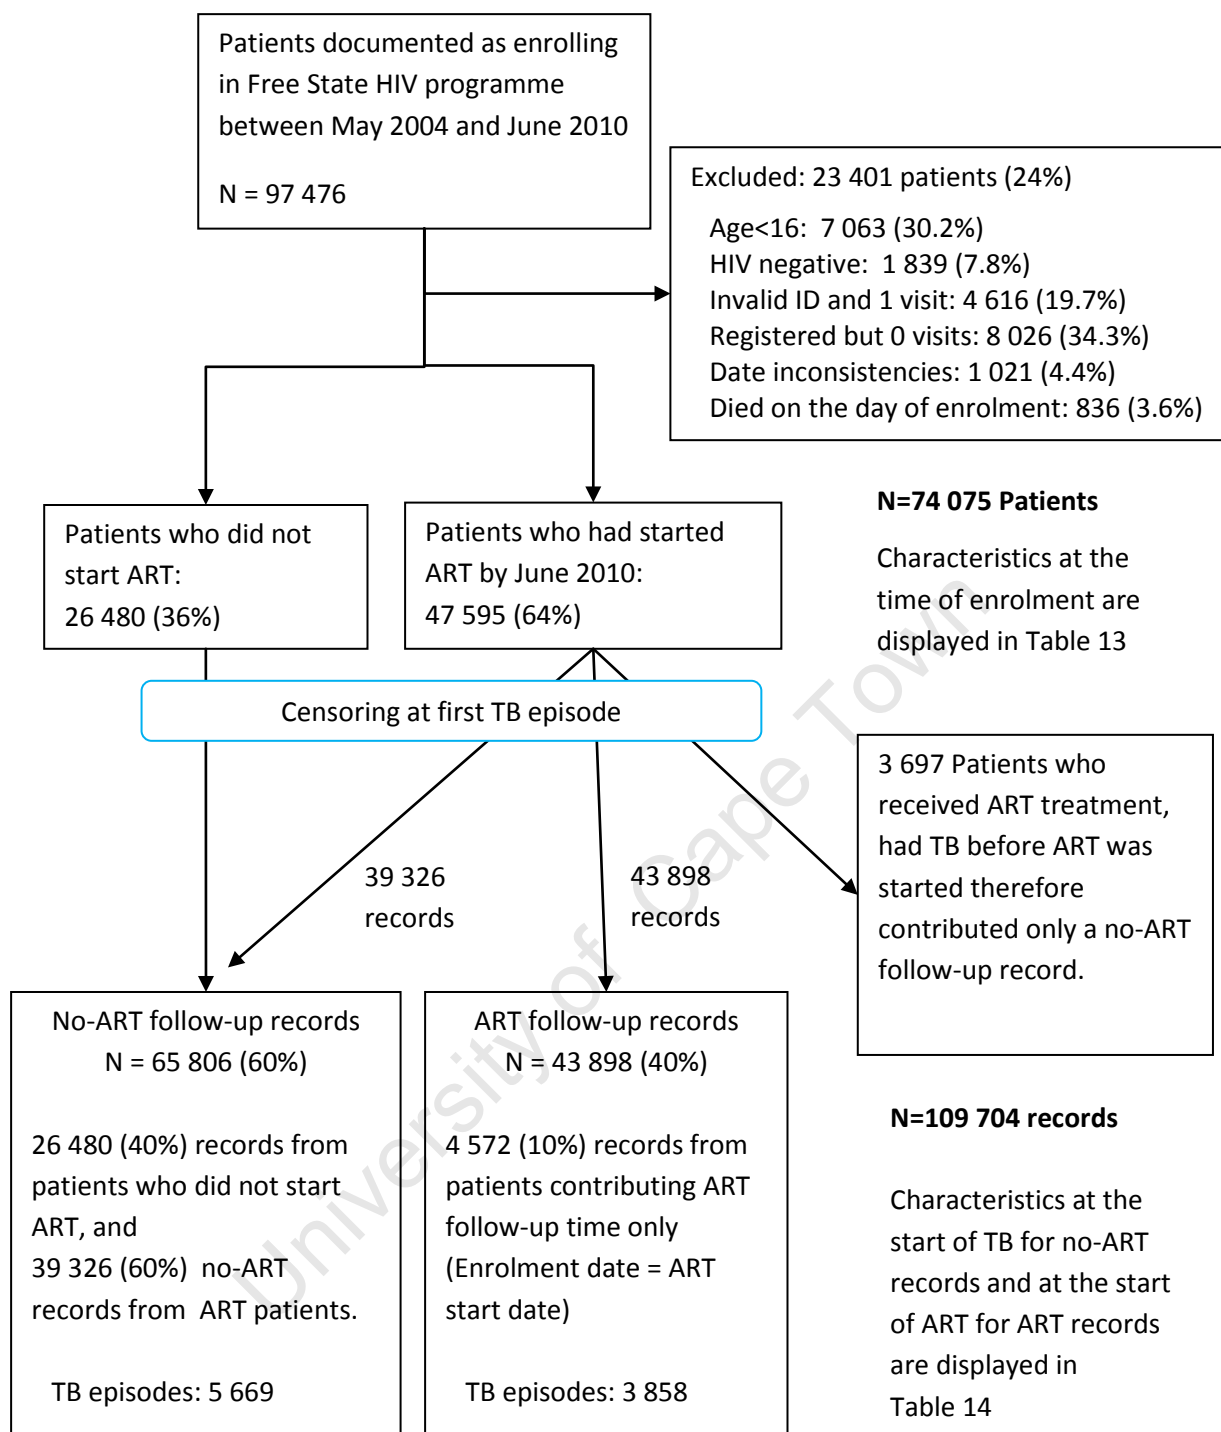 Patients documented as enrolling
in Free State HIV programme
between May 2004 and June 2010
N = 97 476
Excluded: 23 401 patients (24%)
Age<16:  7 063 (30.2%)
HIV negative:  1 839 (7.8%)
Invalid ID and 1 visit: 4 616 (19.7%)
Registered but 0 visits: 8 026 (34.3%)
Date inconsistencies: 1 021 (4.4%)
Died on the day of enrolment: 836 (3.6%)
Patients who did not
start ART:
26 480 (36%)
Patients who had started
ART by June 2010:
47 595 (64%)
N=74 075 Patients
Characteristics at the
time of enrolment are
displayed in Table 13
Censoring at first TB episode
3 697 Patients who
received ART treatment,
had TB before ART was
started therefore
contributed only a no-ART
follow-up record.
39 326
records
43 898
records
No-ART follow-up records
N = 65 806 (60%)
26 480 (40%) records from
patients who did not start
ART, and
39 326 (60%)  no-ART
records from  ART patients.
TB episodes: 5 669
ART follow-up records
N = 43 898 (40%)
4 572 (10%) records from
patients contributing ART
follow-up time only
(Enrolment date = ART
start date)
TB episodes: 3 858
N=109 704 records
Characteristics at the
start of TB for no-ART
records and at the start
of ART for ART records
are displayed in
Table 14
University of Cape Town